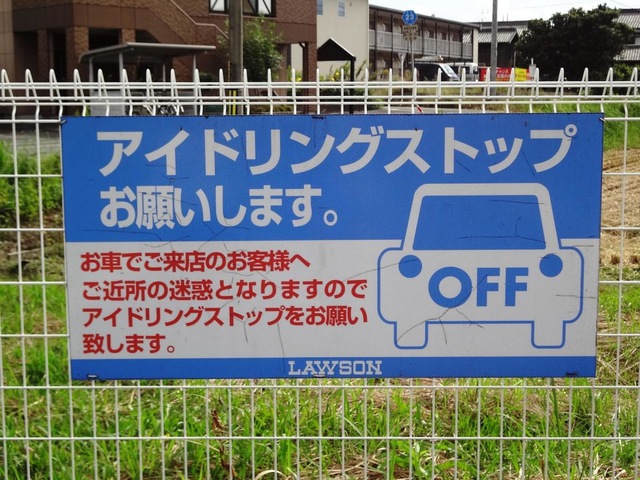 アイドリングストップ
お願いします。
お車でご来店のお客様へ
ご近所の迷惑となりますので
アイドリングストップをお願い
致します。
OFF
LAWSON